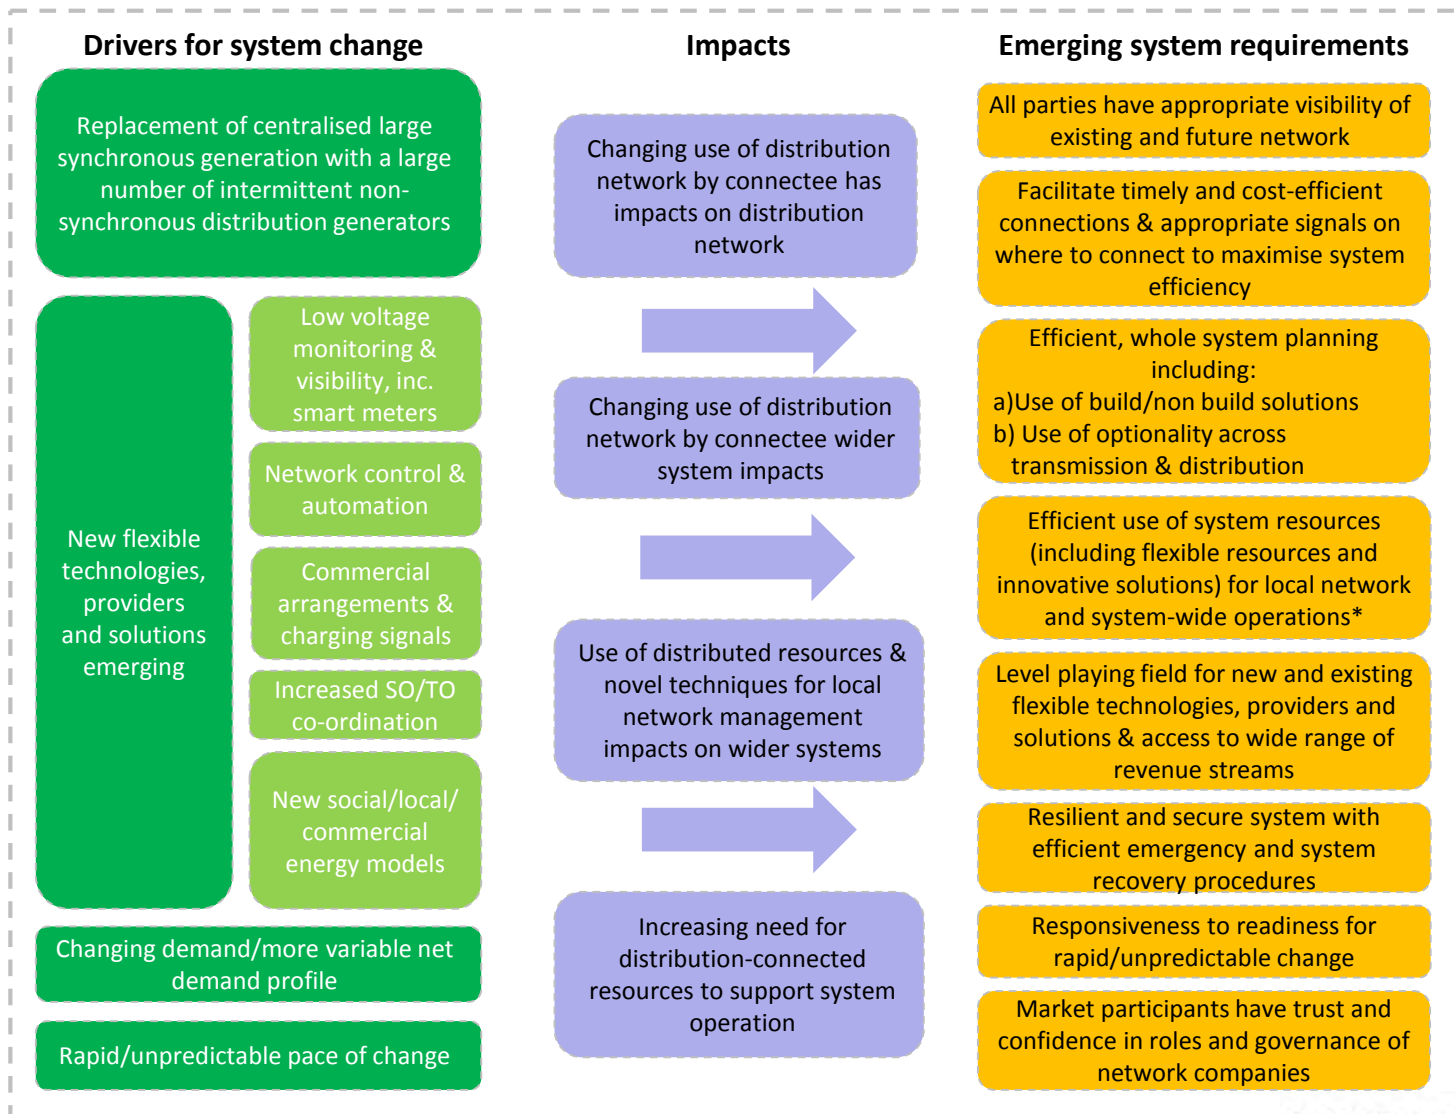 Drivers for system change
Replacement of centralised large
synchronous generation with a large
number of intermittent non-
synchronous distribution generators
New flexible
technologies,
providers
and solutions
emerging
Low voltage
monitoring &
visibility, inc.
smart meters
Network control &
automation
Commercial
arrangements &
charging signals
Increased SO/TO
co-ordination
New social/local/
commercial
energy models
Changing demand/more variable net
demand profile
Rapid/unpredictable pace of change
Impacts
Changing use of distribution
network by connectee has
impacts on distribution
network
Changing use of distribution
network by connectee wider
system impacts
Use of distributed resources &
novel techniques for local
network management
impacts on wider systems
Increasing need for
distribution-connected
resources to support system
operation
Emerging system requirements
All parties have appropriate visibility of
existing and future network
Facilitate timely and cost-efficient
connections & appropriate signals on
where to connect to maximise system
efficiency
Efficient, whole system planning
including:
a)Use of build/non build solutions
b) Use of optionality across
transmission & distribution
Efficient use of system resources
(including flexible resources and
innovative solutions) for local network
and system-wide operations*
Level playing field for new and existing
flexible technologies, providers and
solutions & access to wide range of
revenue streams
Resilient and secure system with
efficient emergency and system
recovery procedures
Responsiveness to readiness for
rapid/unpredictable change
Market participants have trust and
confidence in roles and governance of
network companies